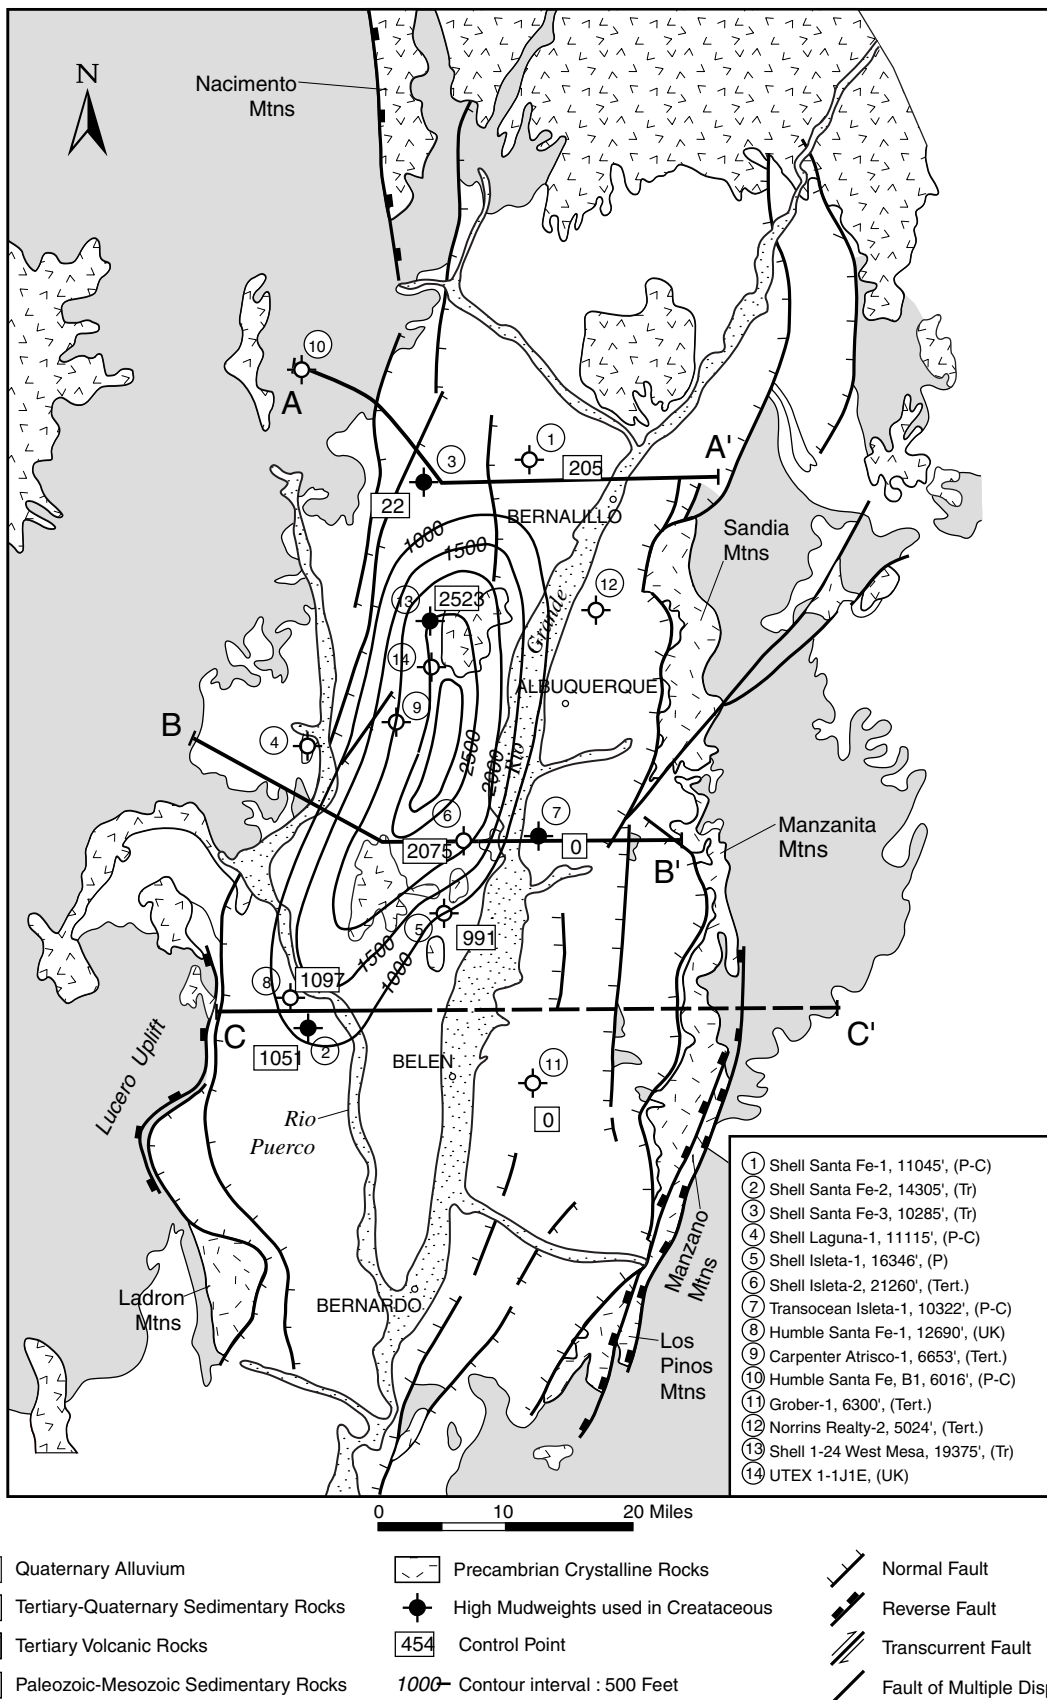 N
Nacimento
Mtns
10
A
1
3
205
A'
22
BERNALILLO
1000
1500
Sandia
Mtns
13
2523
12
Grande
14
ALBUQUERQUE
9
B
4
2500
2000
Rio
6
7
Manzanita
Mtns
2075
0
B'
5
991
1500
1000
8
1097
C
C'
1051
2
Lucero Uplift
BELEN
11
0
Rio
Puerco
Manzano
Mtns
Ladron
Mtns
BERNARDO
Los
Pinos
Mtns
1 Shell Santa Fe-1, 11045', (P-C)
2 Shell Santa Fe-2, 14305', (Tr)
3 Shell Santa Fe-3, 10285', (Tr)
4 Shell Laguna-1, 11115', (P-C)
5 Shell Isleta-1, 16346', (P)
6 Shell Isleta-2, 21260', (Tert.)
7 Transocean Isleta-1, 10322', (P-C)
8 Humble Santa Fe-1, 12690', (UK)
9 Carpenter Atrisco-1, 6653', (Tert.)
10 Humble Santa Fe, B1, 6016', (P-C)
11 Grober-1, 6300', (Tert.)
12 Norrins Realty-2, 5024', (Tert.)
13 Shell 1-24 West Mesa, 19375', (Tr)
14 UTEX 1-1J1E, (UK)
0 10 20 Miles
Quaternary Alluvium
Tertiary-Quaternary Sedimentary Rocks
Tertiary Volcanic Rocks
Paleozoic-Mesozoic Sedimentary Rocks
Precambrian Crystalline Rocks
High Mudweights used in Creataceous
454 Control Point
1000 Contour interval : 500 Feet
Normal Fault
Reverse Fault
Transcurrent Fault
Fault of Multiple Disp